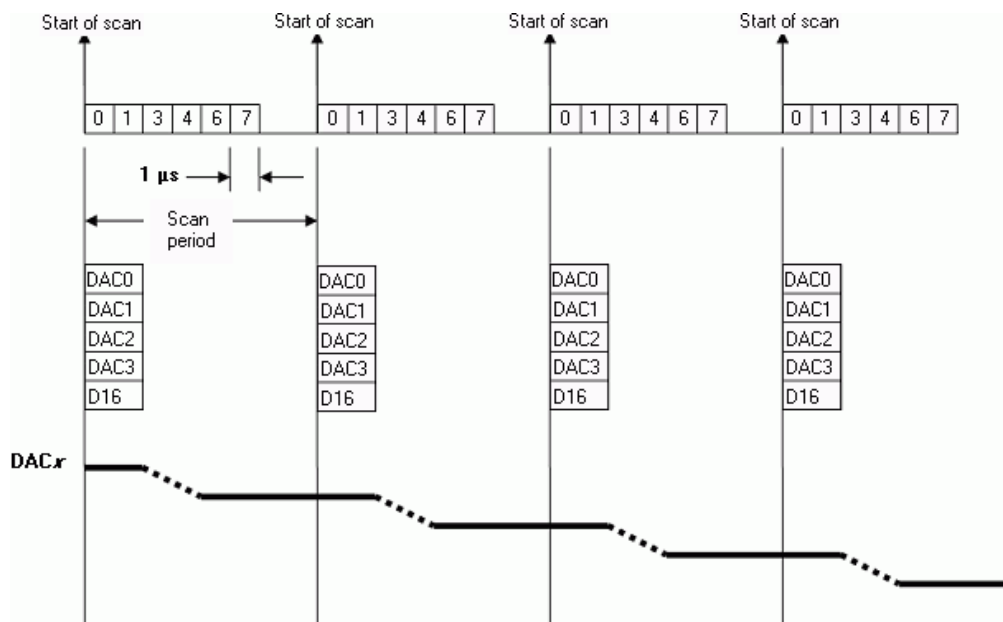 Start of scan Start of scan Start of scan Start of scan
0 1 3 4 6 7 0 1 3 4 6 7 0 1 3 4 6 7 0 1 3 4 6 7
1 µs
Scan
period
DAC0 DAC0 DAC0 DAC0
DAC1 DAC1 DAC1 DAC1
DAC2 DAC2 DAC2 DAC2
DAC3 DAC3 DAC3 DAC3
D16 D16 D16 D16
DACx